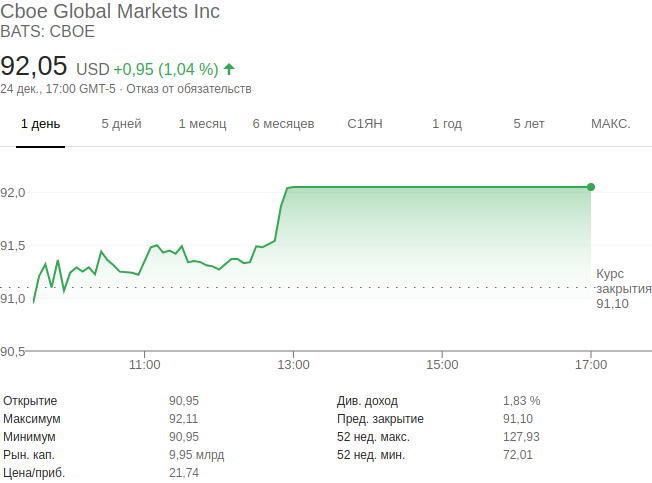 Cboe Global Markets Inc
BATS: CBOE
92,05 USD +0,95 (1,04 %)
24 дек., 17:00 GMT-5 · Отказ от обязательств
1 день 5 дней 1 месяц 6 месяцев С1ЯН 1 год 5 лет МАКС.
92,0
91,5
Курс
закрытия
91,0
91,10
90,5
11:00 13:00 15:00 17:00
Открытие 90,95 Див. доход 1,83 %
Максимум 92,11 Пред. закрытие 91,10
Минимум 90,95 52 нед. макс. 127,93
Рын. кап. 9,95 млрд 52 нед. мин. 72,01
Цена/приб. 21,74